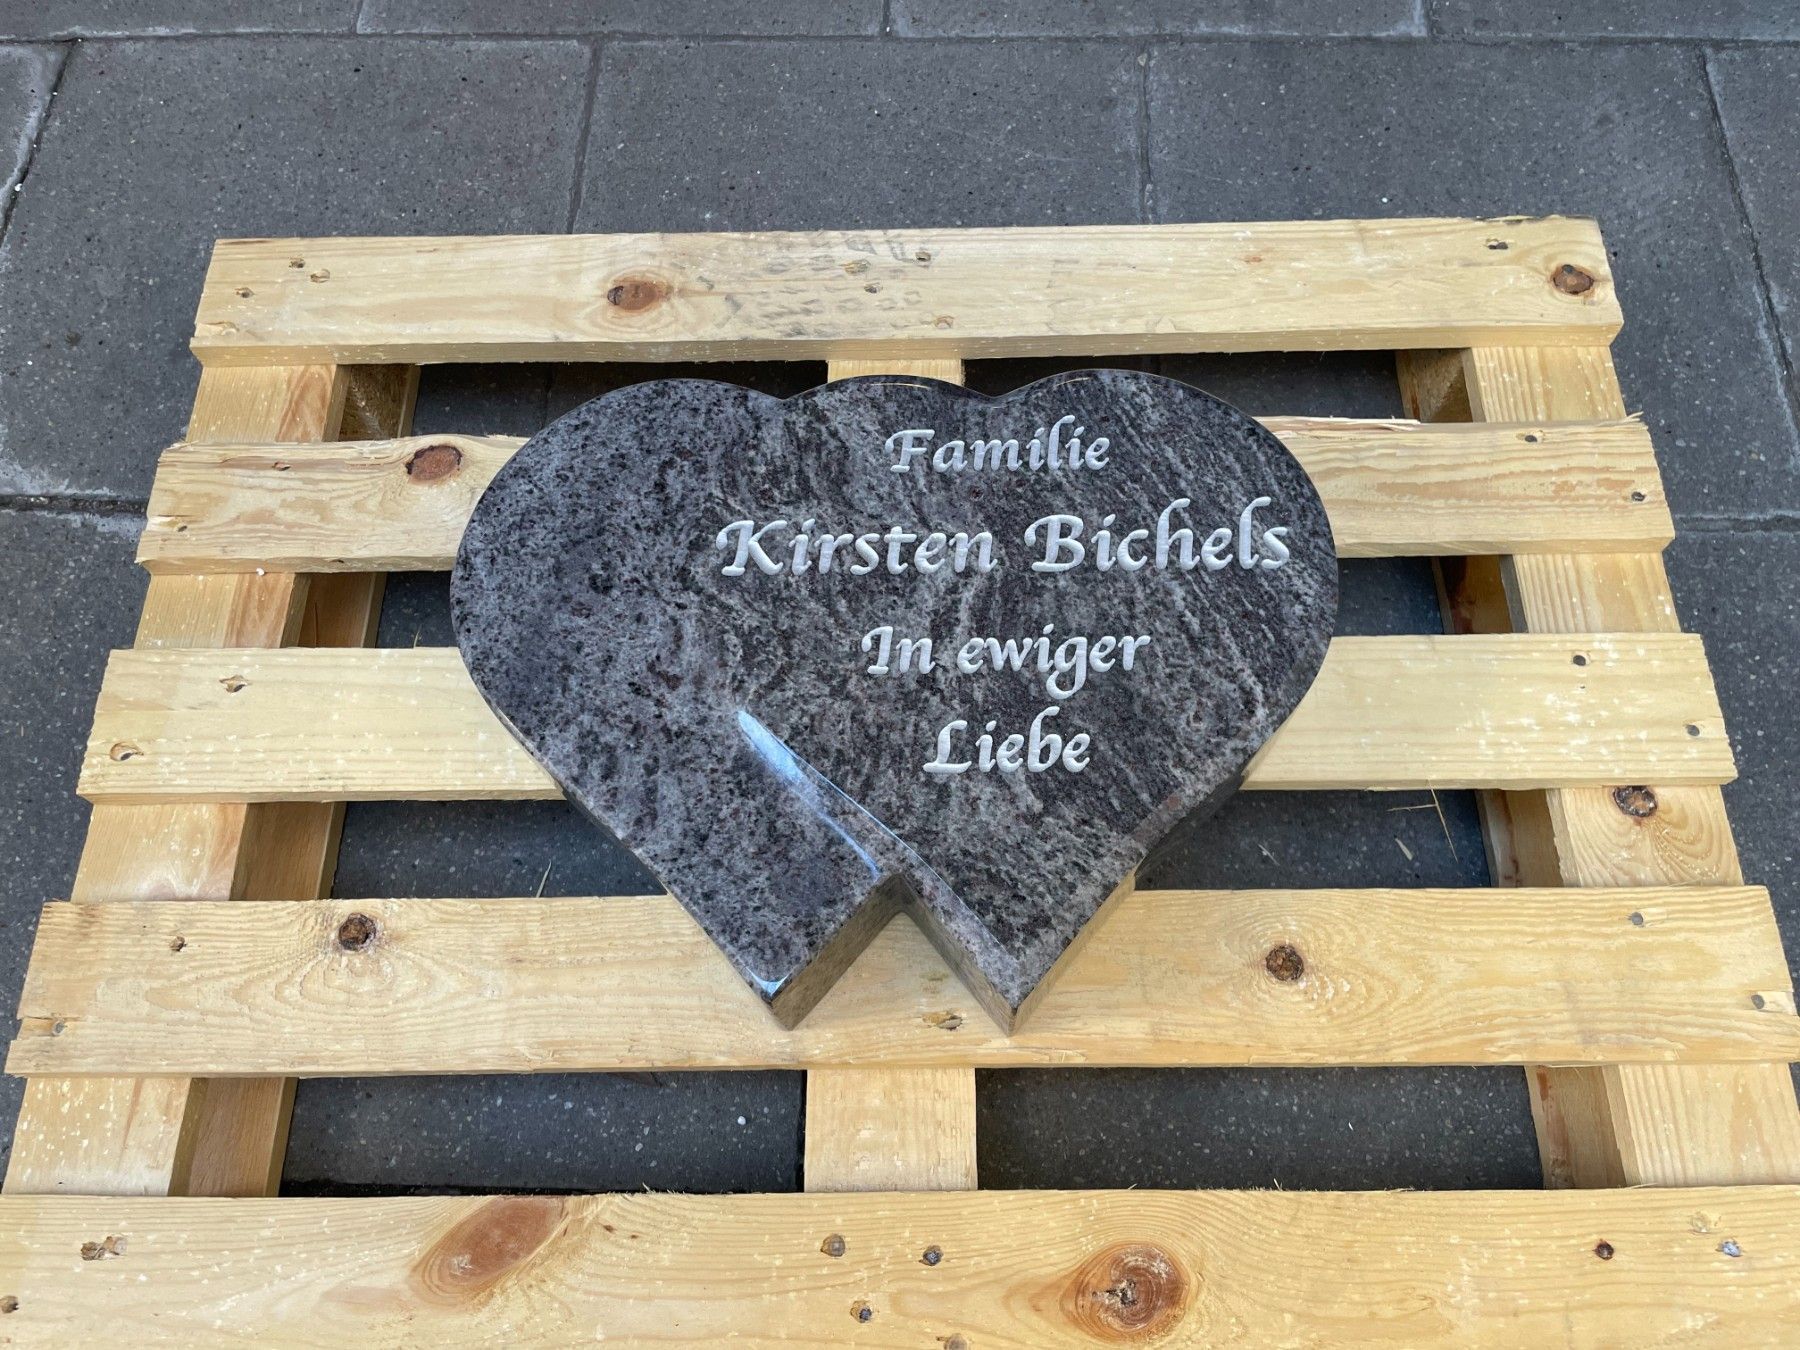 Familie
Kirsten Bichels
In ewiger
Liebe